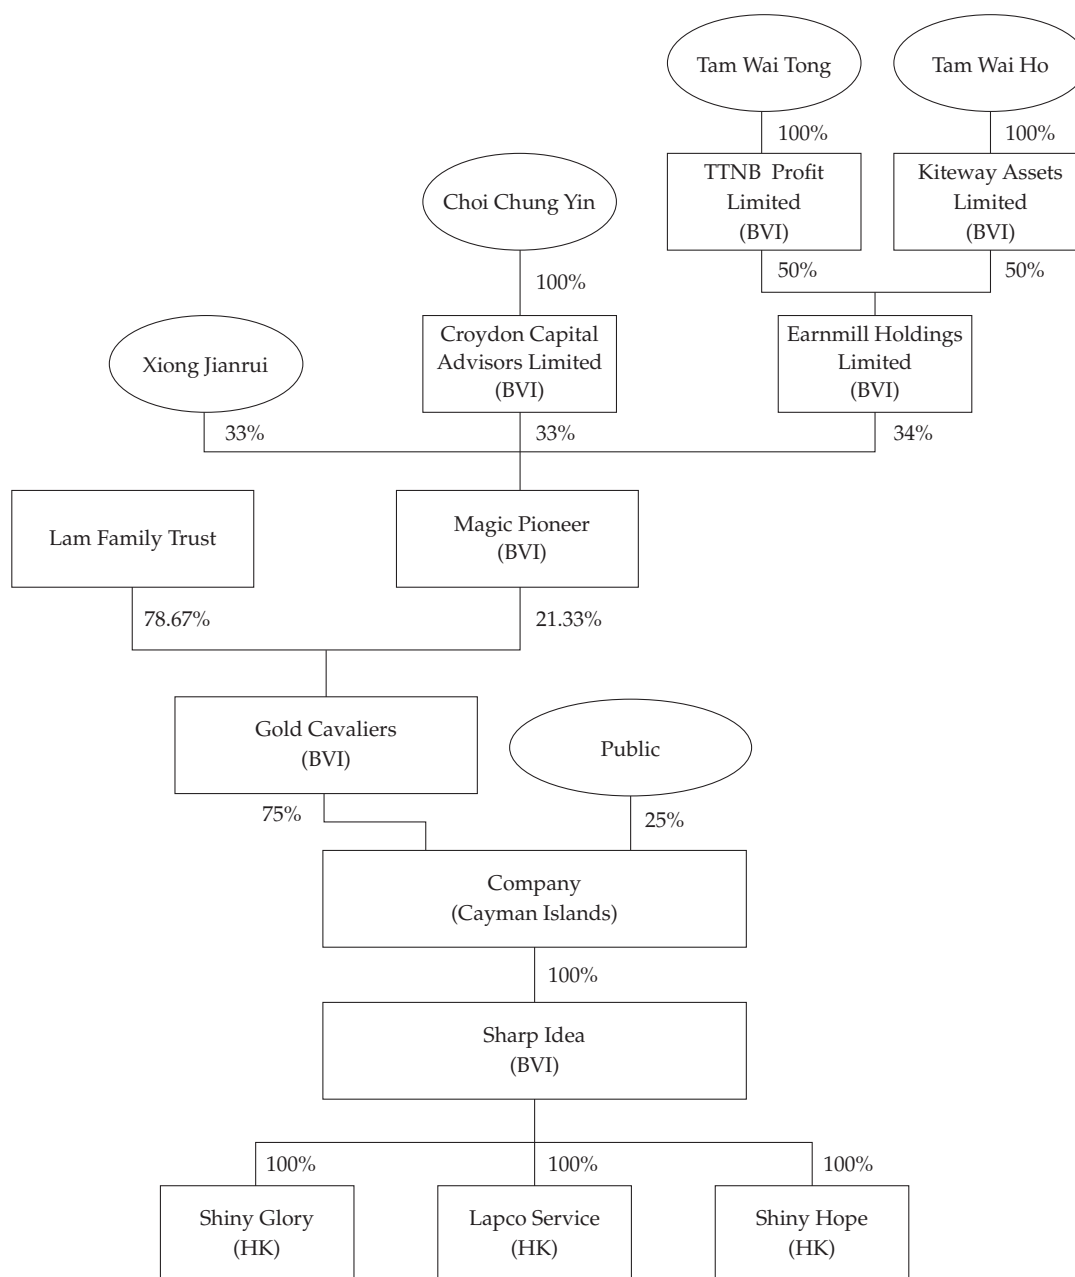 Tam Wai Tong
Tam Wai Ho
100%
100%
TTNB Profit
Limited
(BVI)
Kiteway Assets
Limited
(BVI)
Choi Chung Yin
50%
50%
100%
Xiong Jianrui
Croydon Capital
Advisors Limited
(BVI)
Earnmill Holdings
Limited
(BVI)
33%
33%
34%
Lam Family Trust
Magic Pioneer
(BVI)
78.67%
21.33%
Gold Cavaliers
(BVI)
Public
75%
25%
Company
(Cayman Islands)
100%
Sharp Idea
(BVI)
100%
100%
100%
Shiny Glory
(HK)
Lapco Service
(HK)
Shiny Hope
(HK)